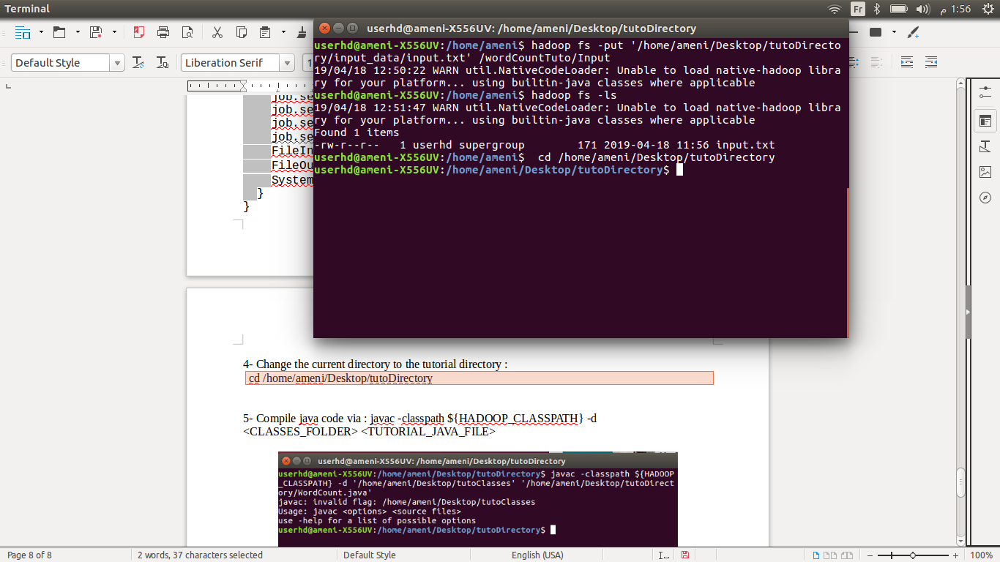 Terminal
Fr
1:56 م
Default Style
Liberation Serif
userhd@ameni-X556UV: /home/ameni/Desktop/tutoDirectory
userhd@ameni-X556UV:/home/ameni$ hadoop fs -put '/home/ameni/Desktop/tutoDirector
y/input_data/input.txt' /wordCountTuto/Input
19/04/18 12:50:22 WARN util.NativeCodeLoader: Unable to load native-hadoop libra
ry for your platform... using builtin-java classes where applicable
userhd@ameni-X556UV:/home/ameni$ hadoop fs -ls
19/04/18 12:51:47 WARN util.NativeCodeLoader: Unable to load native-hadoop libra
ry for your platform... using builtin-java classes where applicable
Found 1 items
-rw-r--r--   1 userhd supergroup        171 2019-04-18 11:56 input.txt
userhd@ameni-X556UV:/home/ameni$  cd /home/ameni/Desktop/tutoDirectory
userhd@ameni-X556UV:/home/ameni/Desktop/tutoDirectory$
job.se
job.se
job.se
job.se
FileIn
FileOu
System
}
}
4- Change the current directory to the tutorial directory :
cd /home/ameni/Desktop/tutoDirectory
5- Compile java code via : javac -classpath ${HADOOP_CLASSPATH} -d
<CLASSES_FOLDER> <TUTORIAL_JAVA_FILE>
userhd@ameni-X556UV: /home/ameni/Desktop/tutoDirectory
userhd@ameni-X556UV:/home/ameni/Desktop/tutoDirectory$ javac -classpath ${HADOOP
_CLASSPATH} -d '/home/ameni/Desktop/tutoClasses' '/home/ameni/Desktop/tutoDirect
ory/WordCount.java'
javac: invalid flag: /home/ameni/Desktop/tutoClasses
Usage: javac <options> <source files>
use -help for a list of possible options
userhd@ameni-X556UV:/home/ameni/Desktop/tutoDirectory$
Page 8 of 8
2 words, 37 characters selected
Default Style
English (USA)
100%